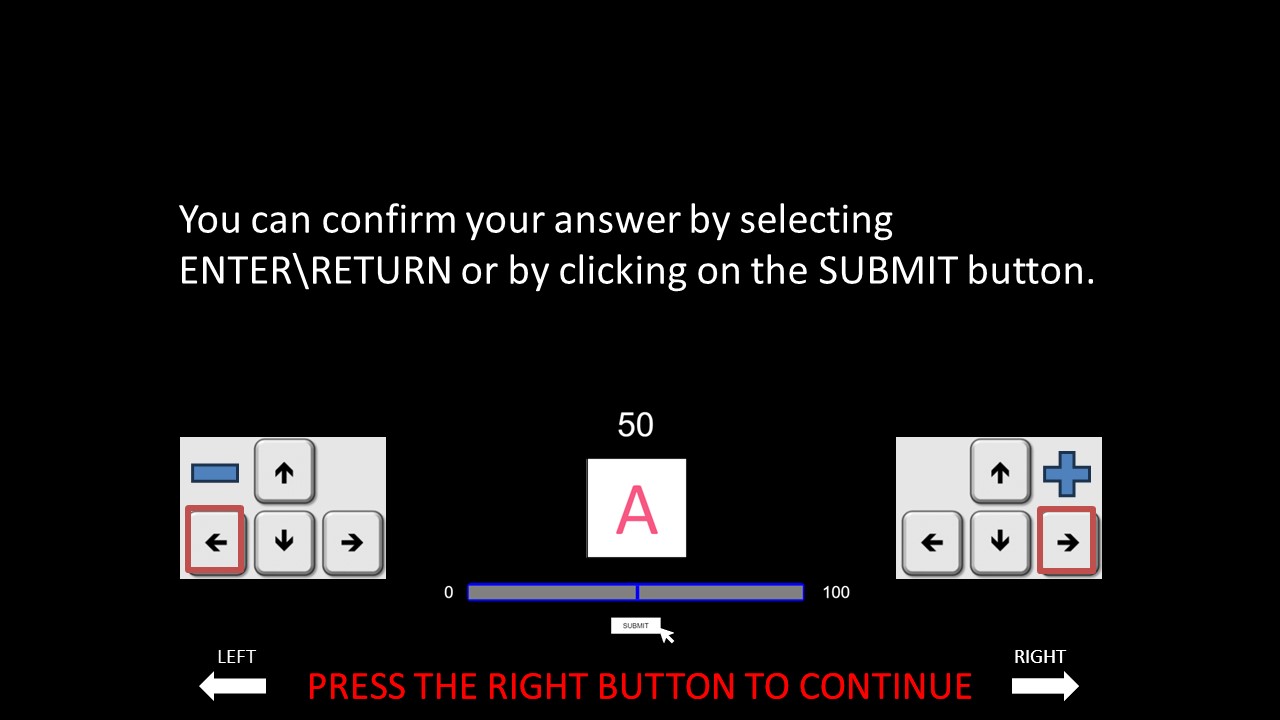 You can confirm your answer by selecting
ENTER\RETURN or by clicking on the SUBMIT button.
50
A
0
100
SUBMIT
LEFT
RIGHT
PRESS THE RIGHT BUTTON TO CONTINUE